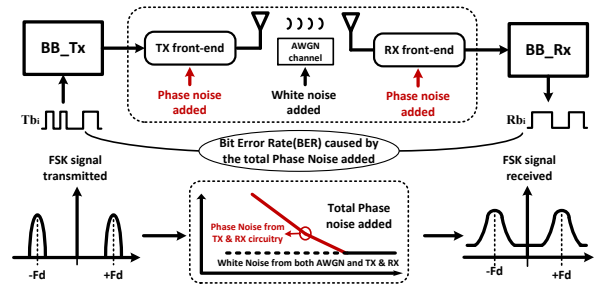 BB_Tx
TX front-end
AWGN
channel
RX front-end
BB_Rx
Phase noise
added
White noise
added
Phase noise
added
Tbi
Rbi
Bit Error Rate(BER) caused by
the total Phase Noise added
FSK signal
transmitted
FSK signal
received
Phase Noise from
TX & RX circuitry
Total Phase
noise added
White Noise from both AWGN and TX & RX
-Fd
+Fd
-Fd
+Fd